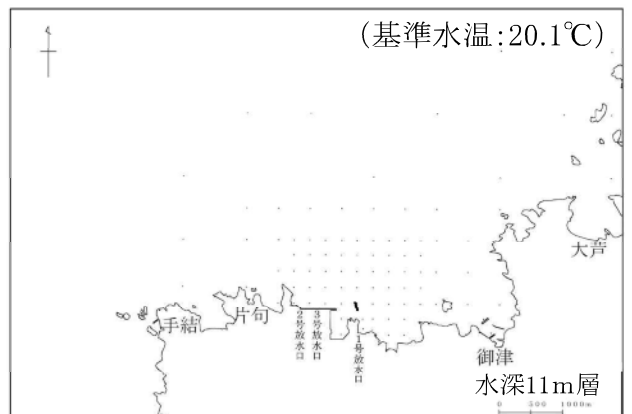 (基準水温:20.1℃)
大芦
手結
片句
2号放水口
3号放水口
1号放水口
御津
水深11m層
0 500 1000m